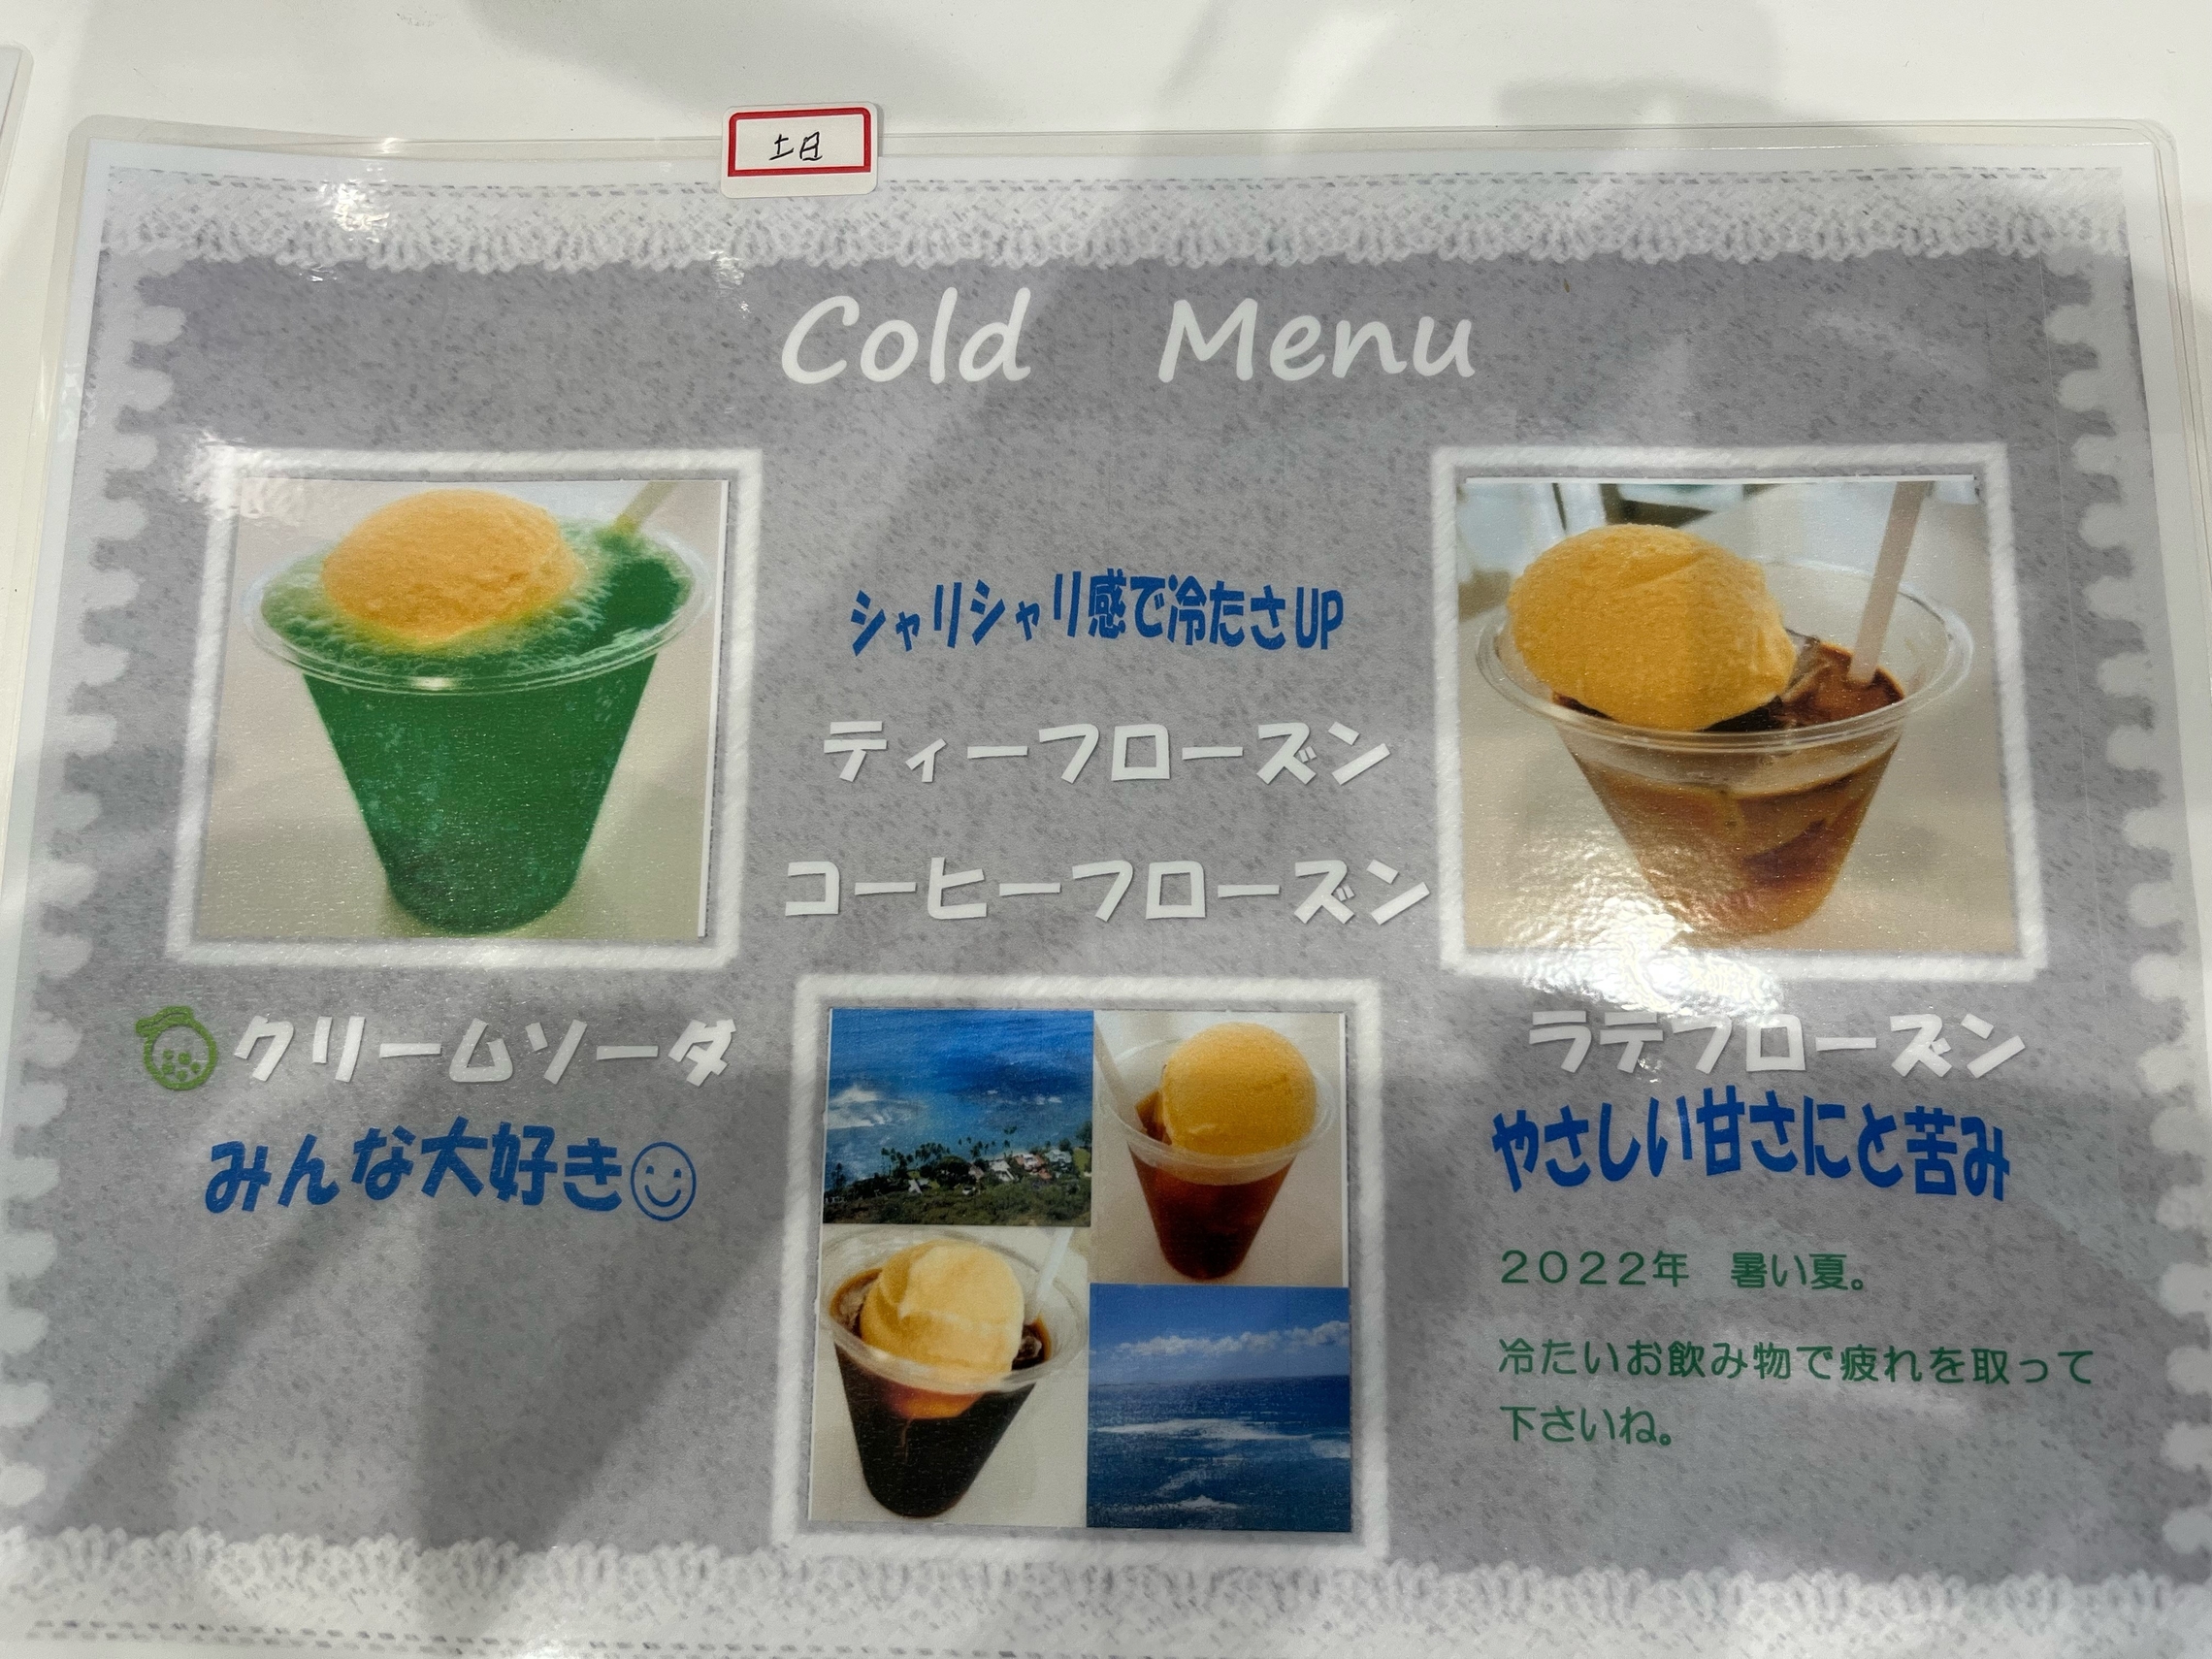 土日
Cold Menu
シャリシャリ感で冷たさUP
ティーフローズン
コーヒーフローズン
クリームソーダ
みんな大好き☺
ラテフローズン
やさしい甘さにと苦み
2022年 暑い夏。
冷たいお飲み物で疲れを取って
下さいね。